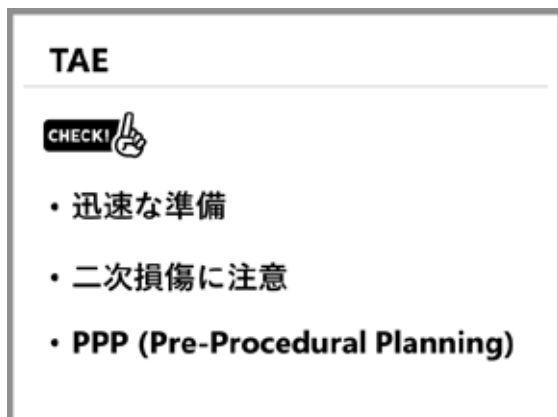 TAE
CHECK!
• 迅速な準備
• 二次損傷に注意
• PPP (Pre-Procedural Planning)